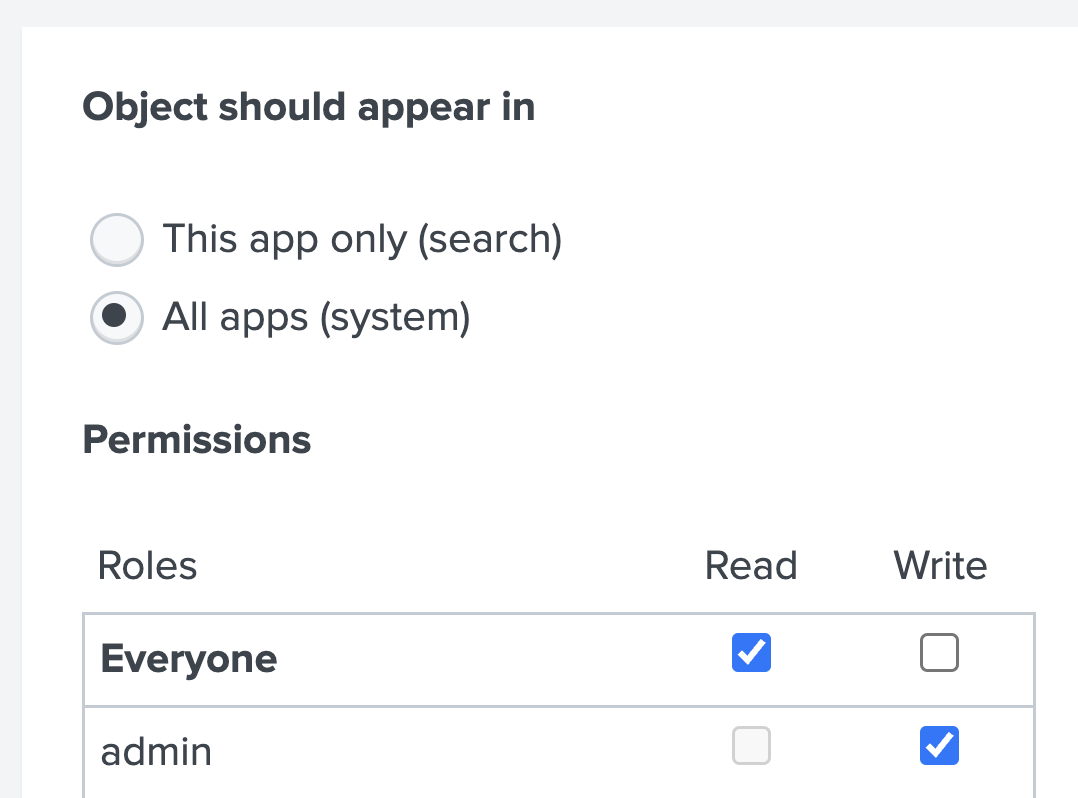 Object should appear in
This app only (search)
All apps (system)
Permissions
Roles Read Write
Everyone
admin